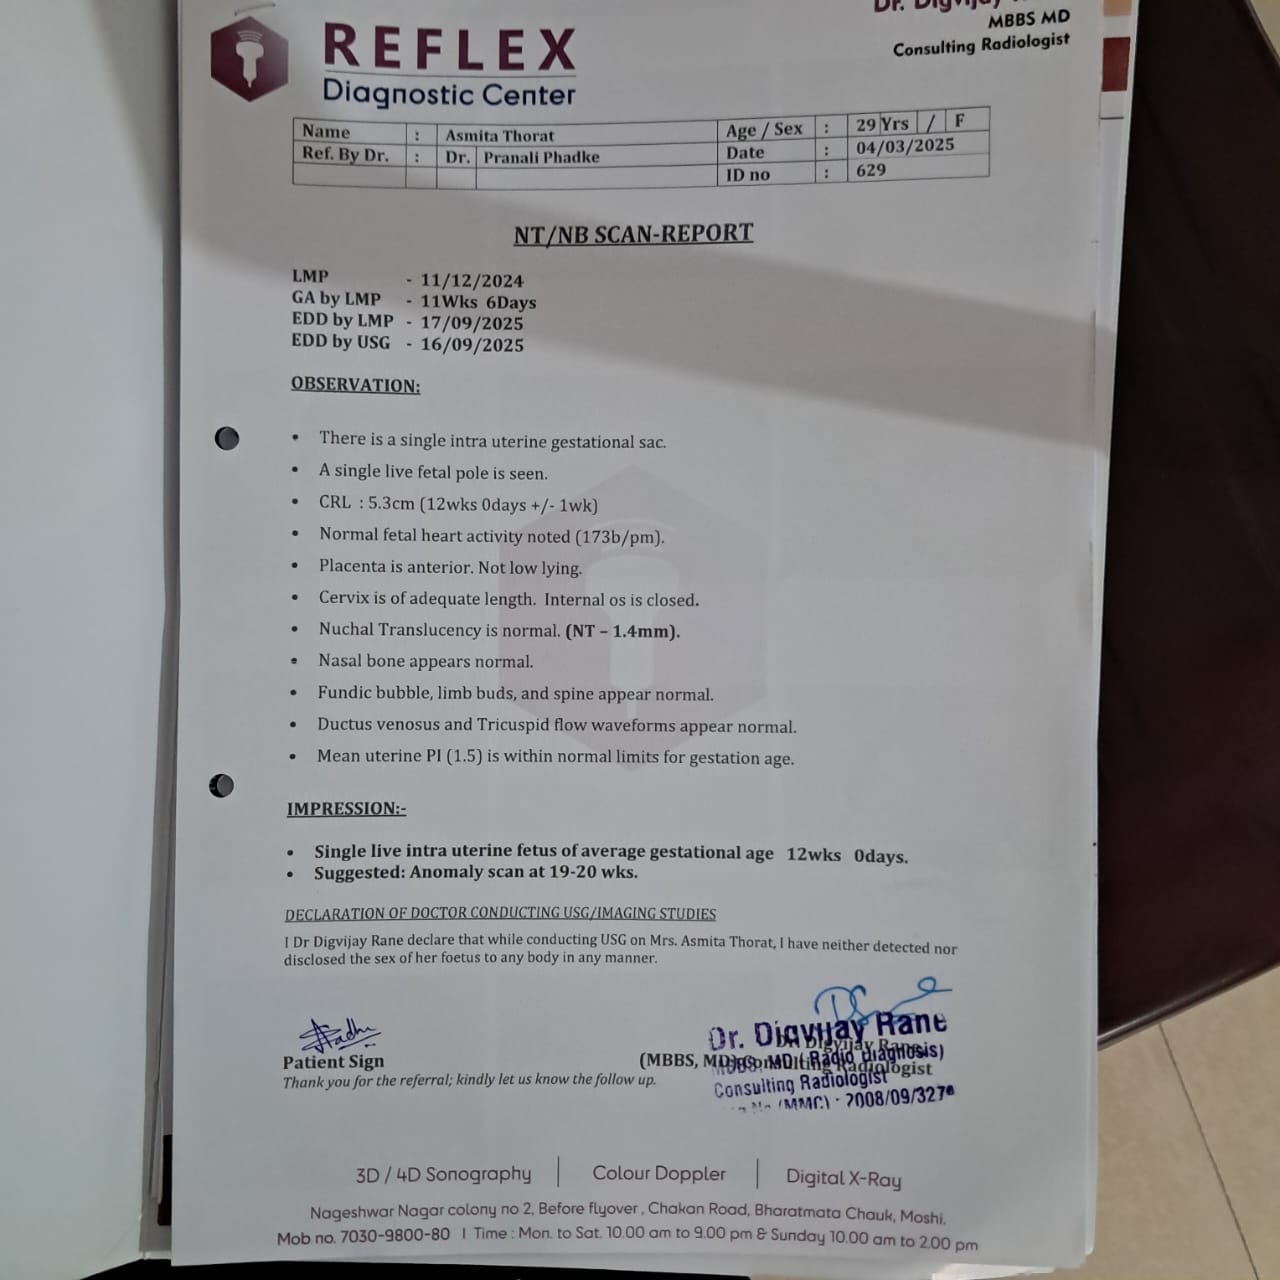 Dr. Digvijay
MBBS MD
Consulting Radiologist
REFLEX
Diagnostic Center
Name : Asmita Thorat Age / Sex : 29 Yrs / F
Ref. By Dr. : Dr. Pranali Phadke Date : 04/03/2025
ID no : 629
NT/NB SCAN-REPORT
LMP - 11/12/2024
GA by LMP - 11Wks 6Days
EDD by LMP - 17/09/2025
EDD by USG - 16/09/2025
OBSERVATION:
• There is a single intra uterine gestational sac.
• A single live fetal pole is seen.
• CRL : 5.3cm (12wks 0days +/- 1wk)
• Normal fetal heart activity noted (173b/pm).
• Placenta is anterior. Not low lying.
• Cervix is of adequate length. Internal os is closed.
• Nuchal Translucency is normal. (NT – 1.4mm).
• Nasal bone appears normal.
• Fundic bubble, limb buds, and spine appear normal.
• Ductus venosus and Tricuspid flow waveforms appear normal.
• Mean uterine PI (1.5) is within normal limits for gestation age.
IMPRESSION:-
• Single live intra uterine fetus of average gestational age 12wks 0days.
• Suggested: Anomaly scan at 19-20 wks.
DECLARATION OF DOCTOR CONDUCTING USG/IMAGING STUDIES
I Dr Digvijay Rane declare that while conducting USG on Mrs. Asmita Thorat, I have neither detected nor
disclosed the sex of her foetus to any body in any manner.
Dr. Digvijay Rane
Patient Sign
(MBBS, MD)
MBBS, MD ( Radio Diagnosis)
Thank you for the referral; kindly let us know the follow up.
Consulting Radiologist
(MMC) : 2008/09/327
3D / 4D Sonography | Colour Doppler | Digital X-Ray
Nageshwar Nagar colony no 2, Before flyover , Chakan Road, Bharatmata Chauk, Moshi.
Mob no. 7030-9800-80 | Time : Mon. to Sat. 10.00 am to 9.00 pm & Sunday 10.00 am to 2.00 pm